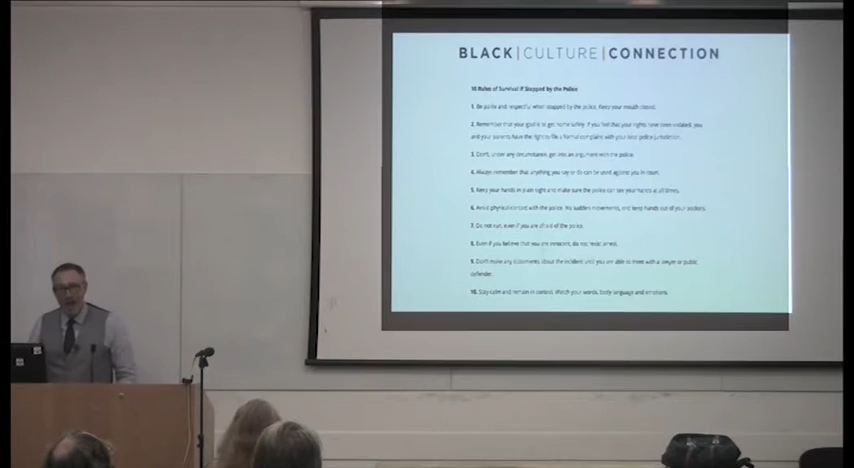 BLACK|CULTURE|CONNECTION
10 Rules of Survival if Stopped by the Police
1. Be polite and respectful when stopped by the police. Keep your mouth closed.
2. Remember that your goal is to get home safely. If you feel that your rights have been violated, you
and your parents have the right to file a formal complaint with your local police jurisdiction.
3. Don't, under any circumstance, get into an argument with the police.
4. Always remember that anything you say or do can be used against you in court.
5. Keep your hands in plain sight and make sure the police can see your hands at all times.
6. Avoid physical contact with the police. No sudden movements, and keep hands out of your pockets.
7. Do not run, even if you are afraid of the police.
8. Even if you believe that you are innocent, do not resist arrest.
9. Don't make any statements about the incident until you are able to meet with a lawyer or public
defender.
10. Stay calm and remain in control. Watch your words, body language and emotions.